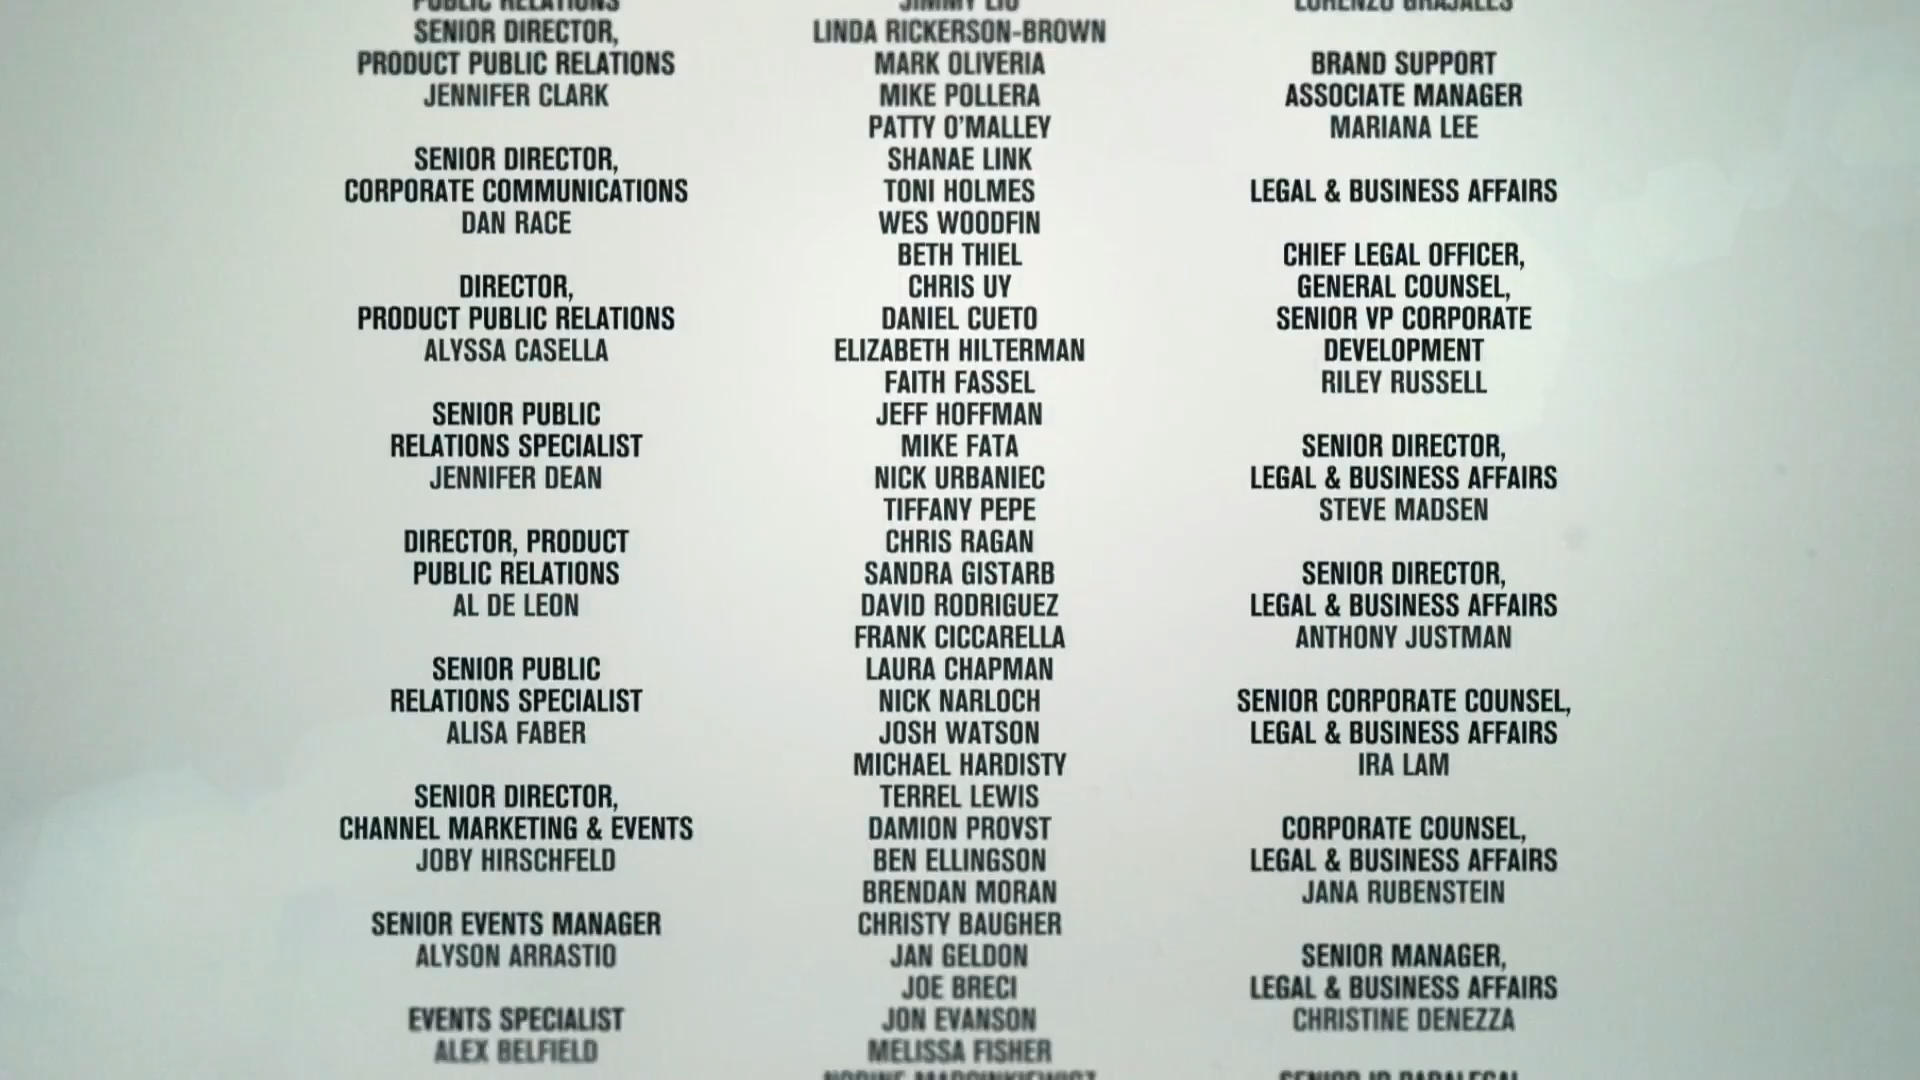 PUBLIC RELATIONS
SENIOR DIRECTOR,
PRODUCT PUBLIC RELATIONS
JENNIFER CLARK
SENIOR DIRECTOR,
CORPORATE COMMUNICATIONS
DAN RACE
DIRECTOR,
PRODUCT PUBLIC RELATIONS
ALYSSA CASELLA
SENIOR PUBLIC
RELATIONS SPECIALIST
JENNIFER DEAN
DIRECTOR, PRODUCT
PUBLIC RELATIONS
AL DE LEON
SENIOR PUBLIC
RELATIONS SPECIALIST
ALISA FABER
SENIOR DIRECTOR,
CHANNEL MARKETING & EVENTS
JOBY HIRSCHFELD
SENIOR EVENTS MANAGER
ALYSON ARRASTIO
EVENTS SPECIALIST
ALEX BELFIELD
JIMMY LIU
LINDA RICKERSON-BROWN
MARK OLIVERIA
MIKE POLLERA
PATTY O'MALLEY
SHANAE LINK
TONI HOLMES
WES WOODFIN
BETH THIEL
CHRIS UY
DANIEL CUETO
ELIZABETH HILTERMAN
FAITH FASSEL
JEFF HOFFMAN
MIKE FATA
NICK URBANIEC
TIFFANY PEPE
CHRIS RAGAN
SANDRA GISTARB
DAVID RODRIGUEZ
FRANK CICCARELLA
LAURA CHAPMAN
NICK NARLOCH
JOSH WATSON
MICHAEL HARDISTY
TERREL LEWIS
DAMION PROVST
BEN ELLINGSON
BRENDAN MORAN
CHRISTY BAUGHER
JAN GELDON
JOE BRECI
JON EVANSON
MELISSA FISHER
LORENZO GRAJALES
BRAND SUPPORT
ASSOCIATE MANAGER
MARIANA LEE
LEGAL & BUSINESS AFFAIRS
CHIEF LEGAL OFFICER,
GENERAL COUNSEL,
SENIOR VP CORPORATE
DEVELOPMENT
RILEY RUSSELL
SENIOR DIRECTOR,
LEGAL & BUSINESS AFFAIRS
STEVE MADSEN
SENIOR DIRECTOR,
LEGAL & BUSINESS AFFAIRS
ANTHONY JUSTMAN
SENIOR CORPORATE COUNSEL,
LEGAL & BUSINESS AFFAIRS
IRA LAM
CORPORATE COUNSEL,
LEGAL & BUSINESS AFFAIRS
JANA RUBENSTEIN
SENIOR MANAGER,
LEGAL & BUSINESS AFFAIRS
CHRISTINE DENEZZA